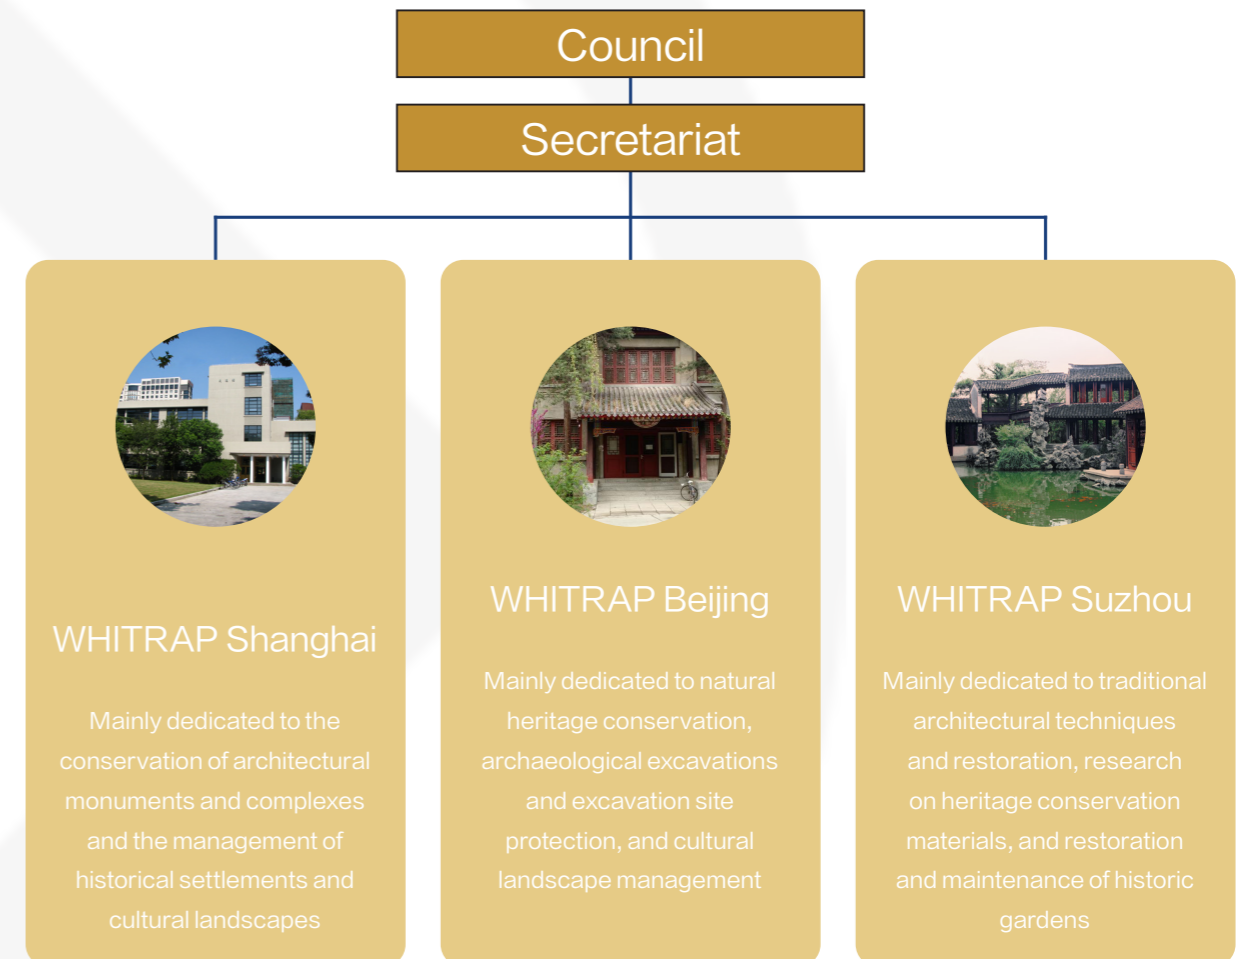 Council
Secretariat
WHITRAP Shanghai
Mainly dedicated to the
conservation of architectural
monuments and complexes
and the management of
historical settlements and
cultural landscapes
WHITRAP Beijing
Mainly dedicated to natural
heritage conservation,
archaeological excavations
and excavation site
protection, and cultural
landscape management
WHITRAP Suzhou
Mainly dedicated to traditional
architectural techniques
and restoration, research
on heritage conservation
materials, and restoration
and maintenance of historic
gardens